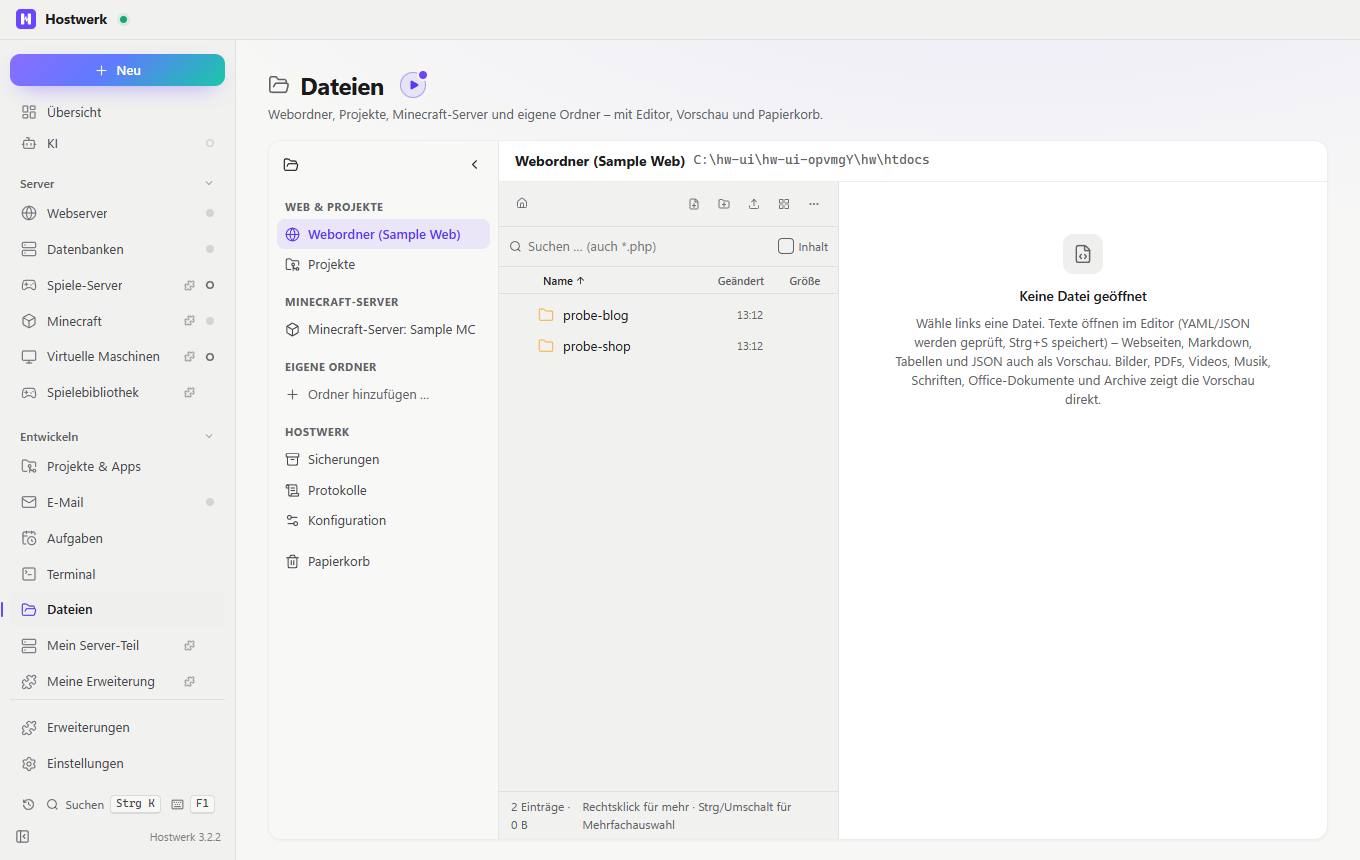 Hostwerk
Neu
Übersicht
KI
Server
Webserver
Datenbanken
Spiele-Server
Minecraft
Virtuelle Maschinen
Spielebibliothek
Entwickeln
Projekte & Apps
E-Mail
Aufgaben
Terminal
Dateien
Mein Server-Teil
Meine Erweiterung
Erweiterungen
Einstellungen
Suchen Strg K F1
Hostwerk 3.2.2
Dateien
Webordner, Projekte, Minecraft-Server und eigene Ordner – mit Editor, Vorschau und Papierkorb.
WEB & PROJEKTE
Webordner (Sample Web)
Projekte
MINECRAFT-SERVER
Minecraft-Server: Sample MC
EIGENE ORDNER
Ordner hinzufügen ...
HOSTWERK
Sicherungen
Protokolle
Konfiguration
Papierkorb
Webordner (Sample Web) C:\hw-ui\hw-ui-opvmgY\hw\htdocs
Suchen ... (auch *.php) Inhalt
Name ↑ Geändert Größe
probe-blog 13:12
probe-shop 13:12
2 Einträge · 0 B
Rechtsklick für mehr · Strg/Umschalt für
Mehrfachauswahl
Keine Datei geöffnet
Wähle links eine Datei. Texte öffnen im Editor (YAML/JSON
werden geprüft, Strg+S speichert) – Webseiten, Markdown,
Tabellen und JSON auch als Vorschau. Bilder, PDFs, Videos, Musik,
Schriften, Office-Dokumente und Archive zeigt die Vorschau
direkt.